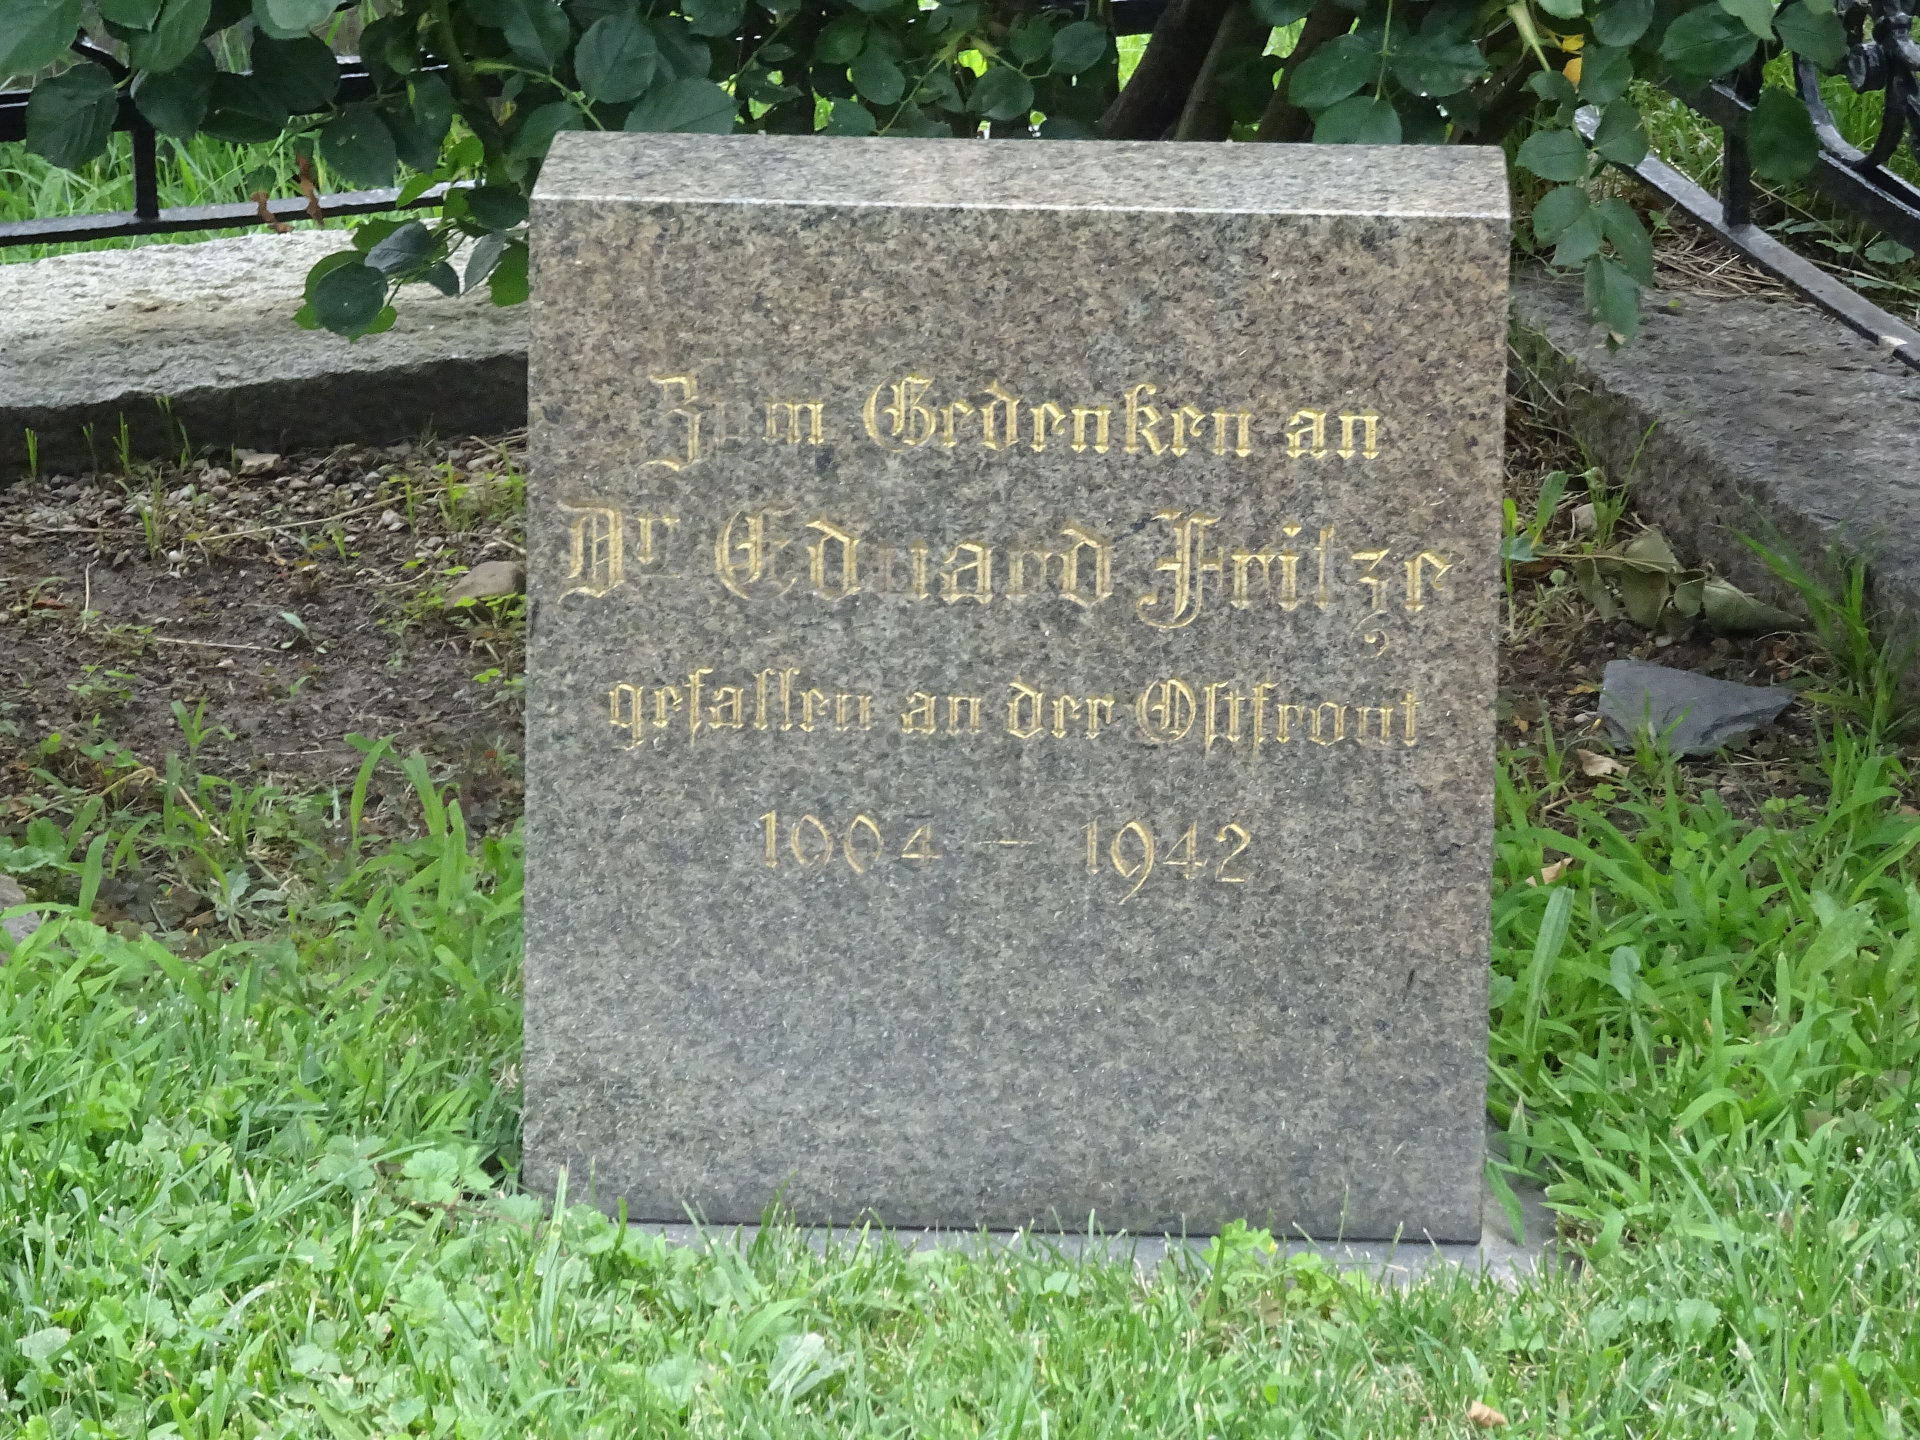 Zum Gedenken an
Dr. Eduard Fritze
gefallen an der Ostfront
1904 – 1942